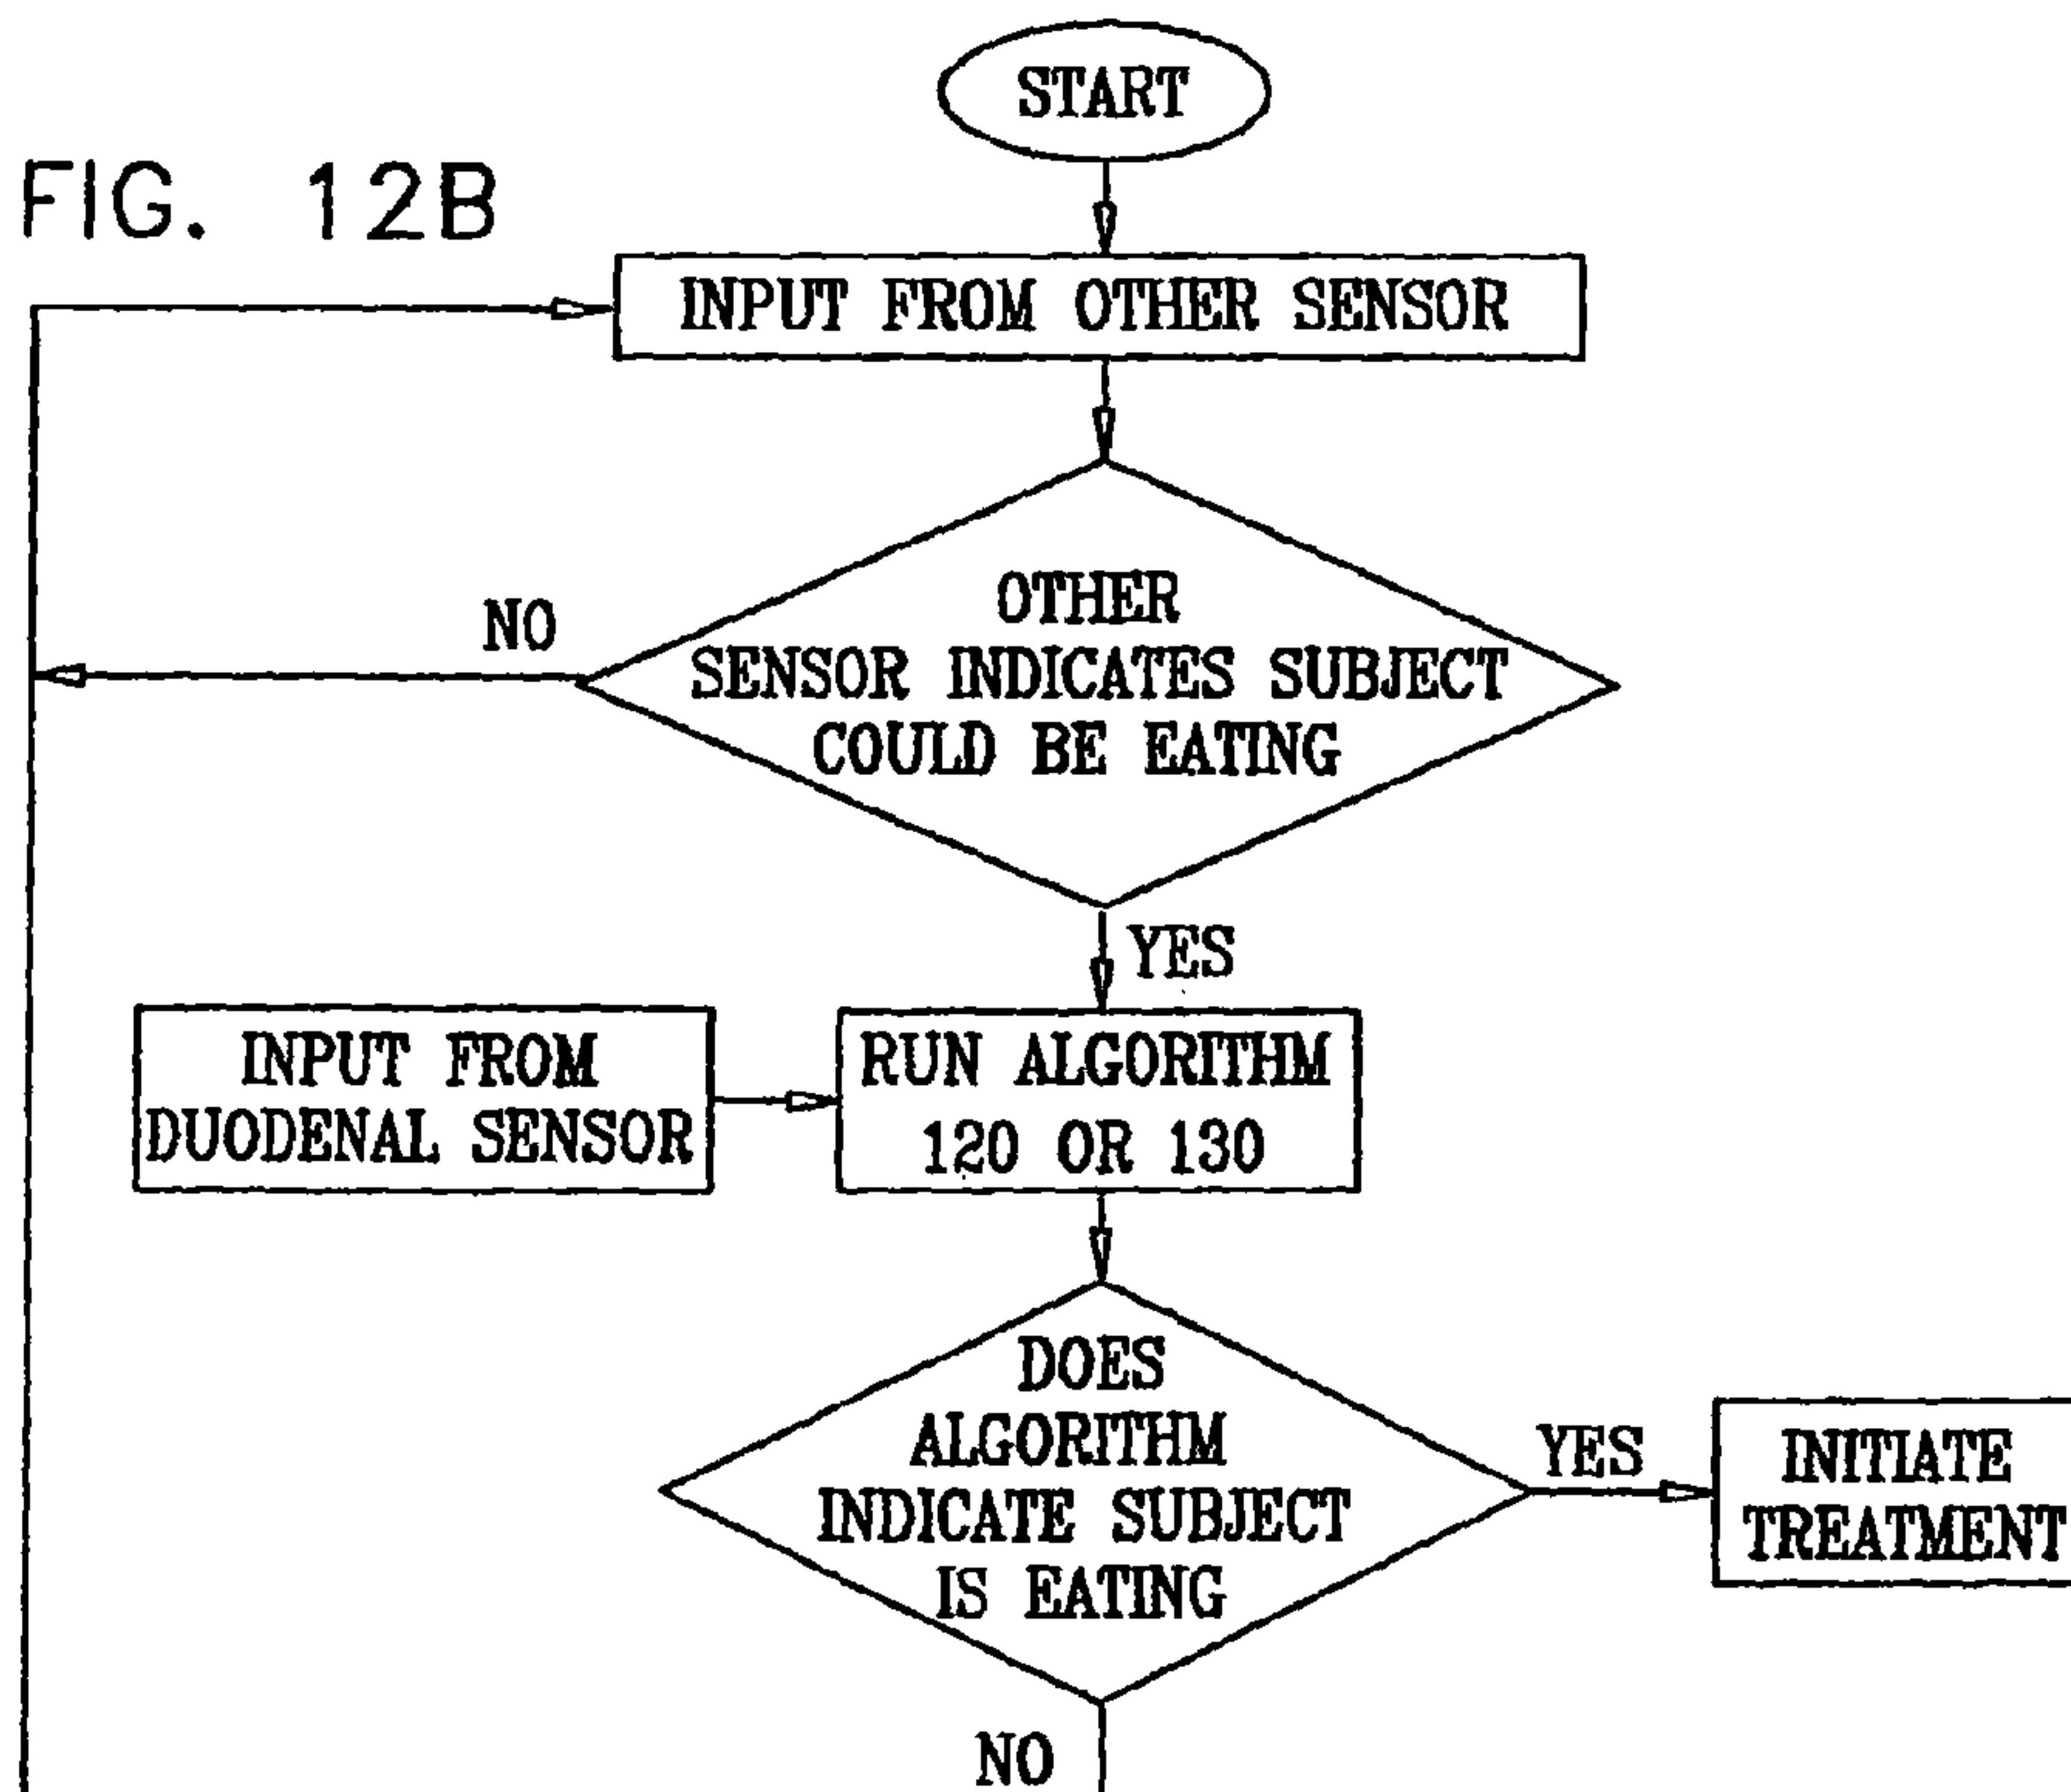 START
FIG. 12B
INPUT FROM OTHER SENSOR
OTHER
SENSOR INDICATES SUBJECT
COULD BE EATING
NO
YES
INPUT FROM
DUODENAL SENSOR
RUN ALGORITHM
120 OR 130
DOES
ALGORITHM
INDICATE SUBJECT
IS EATING
YES
INITIATE
TREATMENT
NO